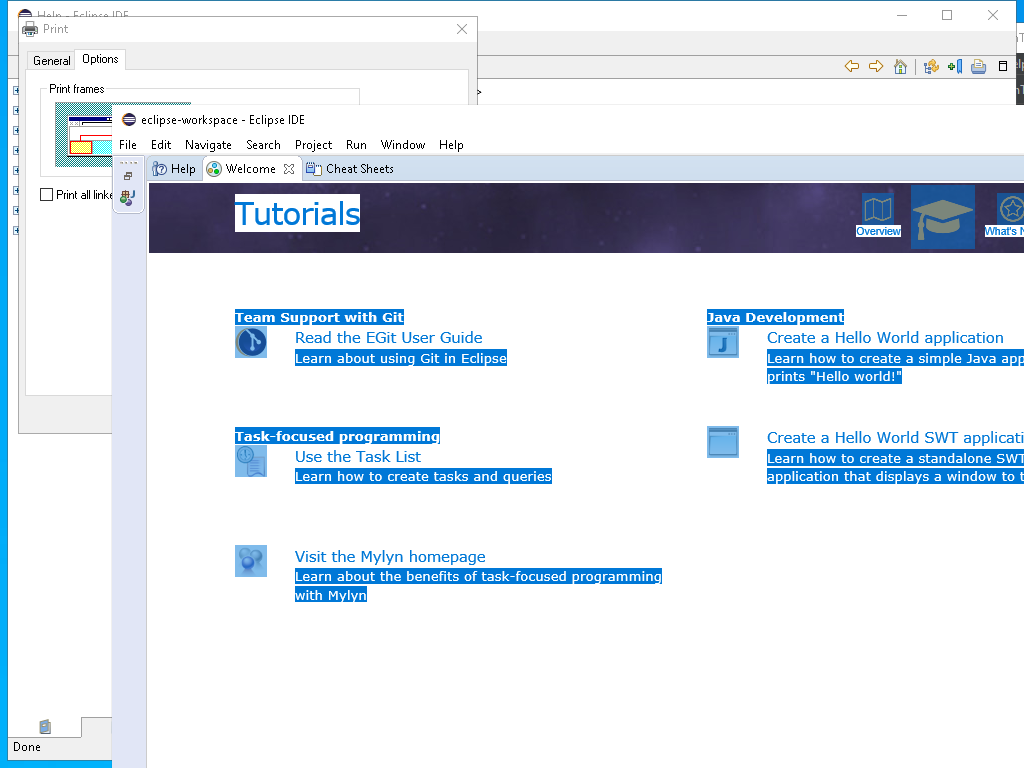 Help - Eclipse IDE
Print
General
Options
Print frames
Print all linke
eclipse-workspace - Eclipse IDE
File Edit Navigate Search Project Run Window Help
Help
Welcome
Cheat Sheets
Tutorials
Overview
What's N
Team Support with Git
Read the EGit User Guide
Learn about using Git in Eclipse
Java Development
Create a Hello World application
Learn how to create a simple Java app
prints "Hello world!"
Task-focused programming
Use the Task List
Learn how to create tasks and queries
Create a Hello World SWT applicati
Learn how to create a standalone SWT
application that displays a window to t
Visit the Mylyn homepage
Learn about the benefits of task-focused programming
with Mylyn
Done